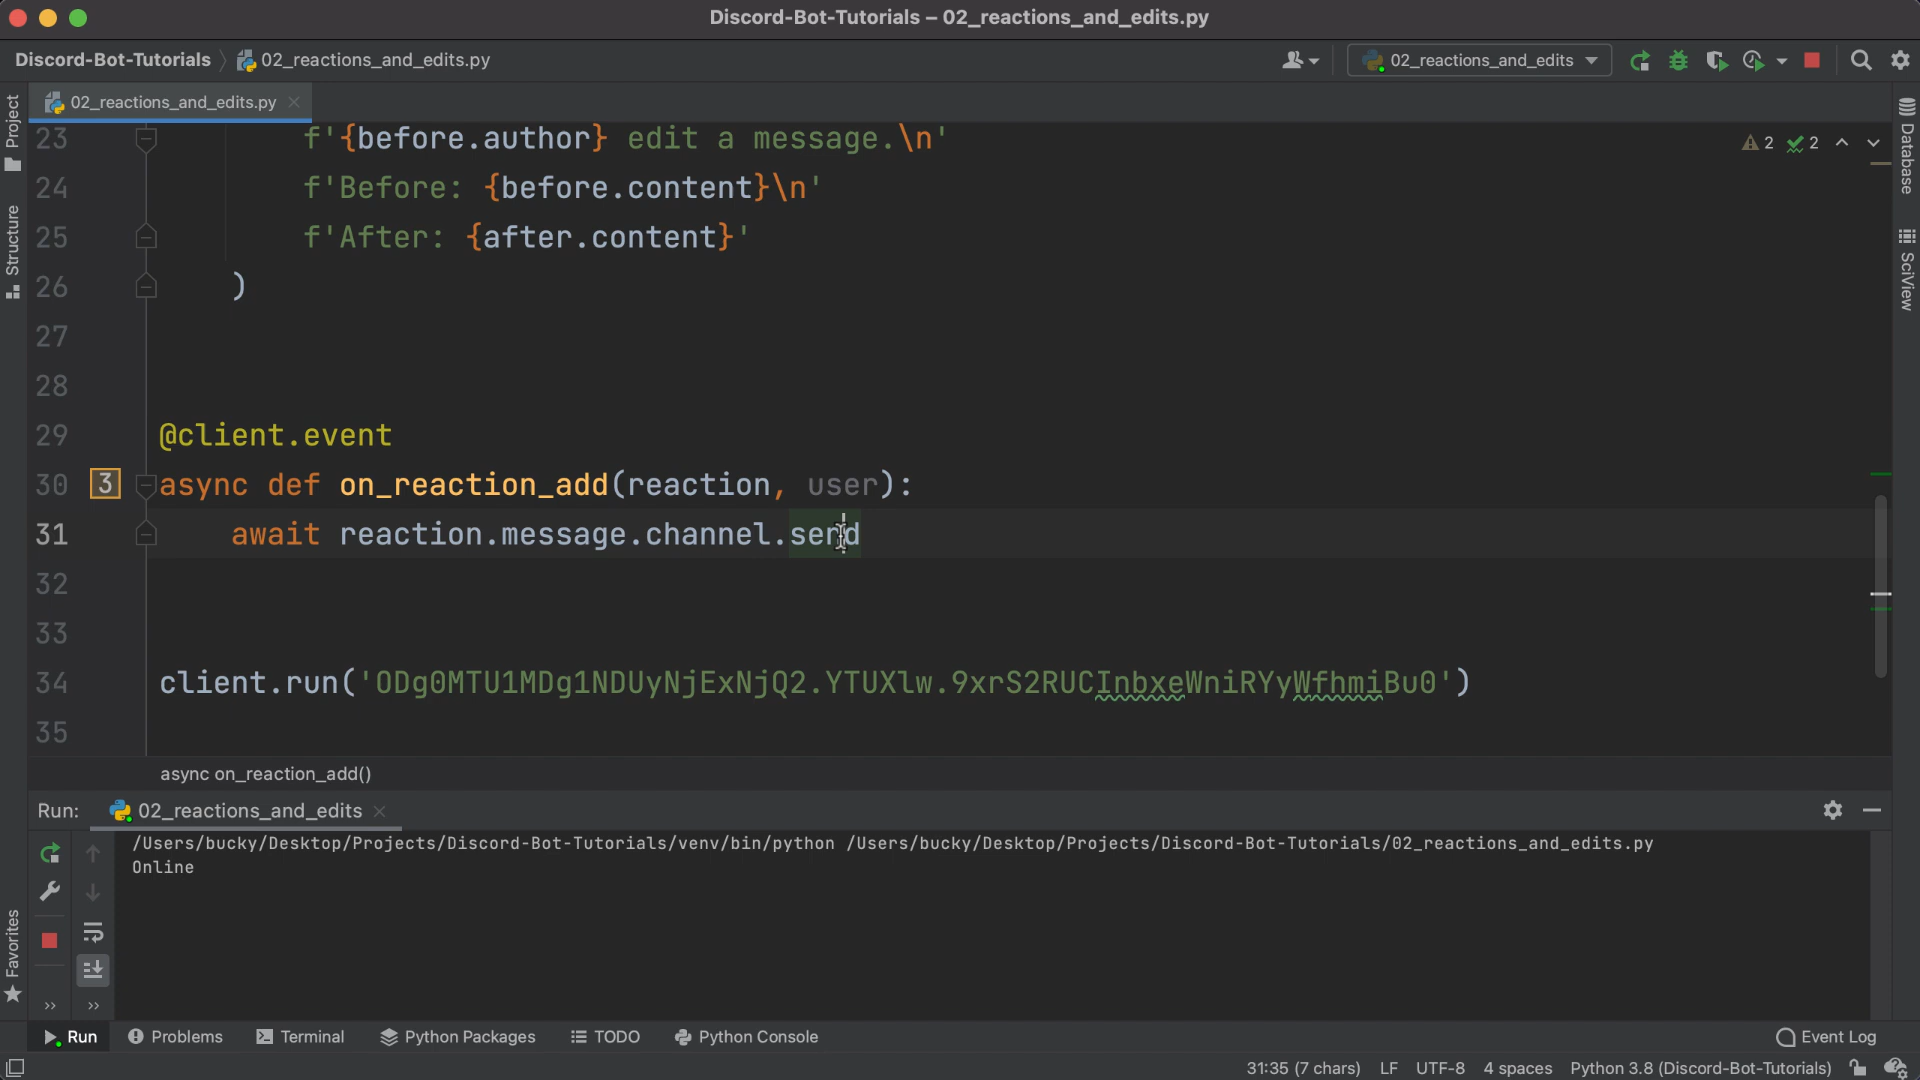 Discord-Bot-Tutorials – 02_reactions_and_edits.py
Discord-Bot-Tutorials
02_reactions_and_edits.py
02_reactions_and_edits
02_reactions_and_edits.py
Project
Structure
Favorites
Database
SciView
2
2
23 f'{before.author} edit a message.\n'
24 f'Before: {before.content}\n'
25 f'After: {after.content}'
26 )
27
28
29 @client.event
30 3 async def on_reaction_add(reaction, user):
31 await reaction.message.channel.send
32
33
34 client.run('ODg0MTU1MDg1NDUyNjExNjQ2.YTUXlw.9xrS2RUCInbxeWniRYyWfhmiBu0')
35
async on_reaction_add()
Run: 02_reactions_and_edits
/Users/bucky/Desktop/Projects/Discord-Bot-Tutorials/venv/bin/python /Users/bucky/Desktop/Projects/Discord-Bot-Tutorials/02_reactions_and_edits.py
Online
Run
Problems
Terminal
Python Packages
TODO
Python Console
Event Log
31:35 (7 chars)
LF
UTF-8
4 spaces
Python 3.8 (Discord-Bot-Tutorials)